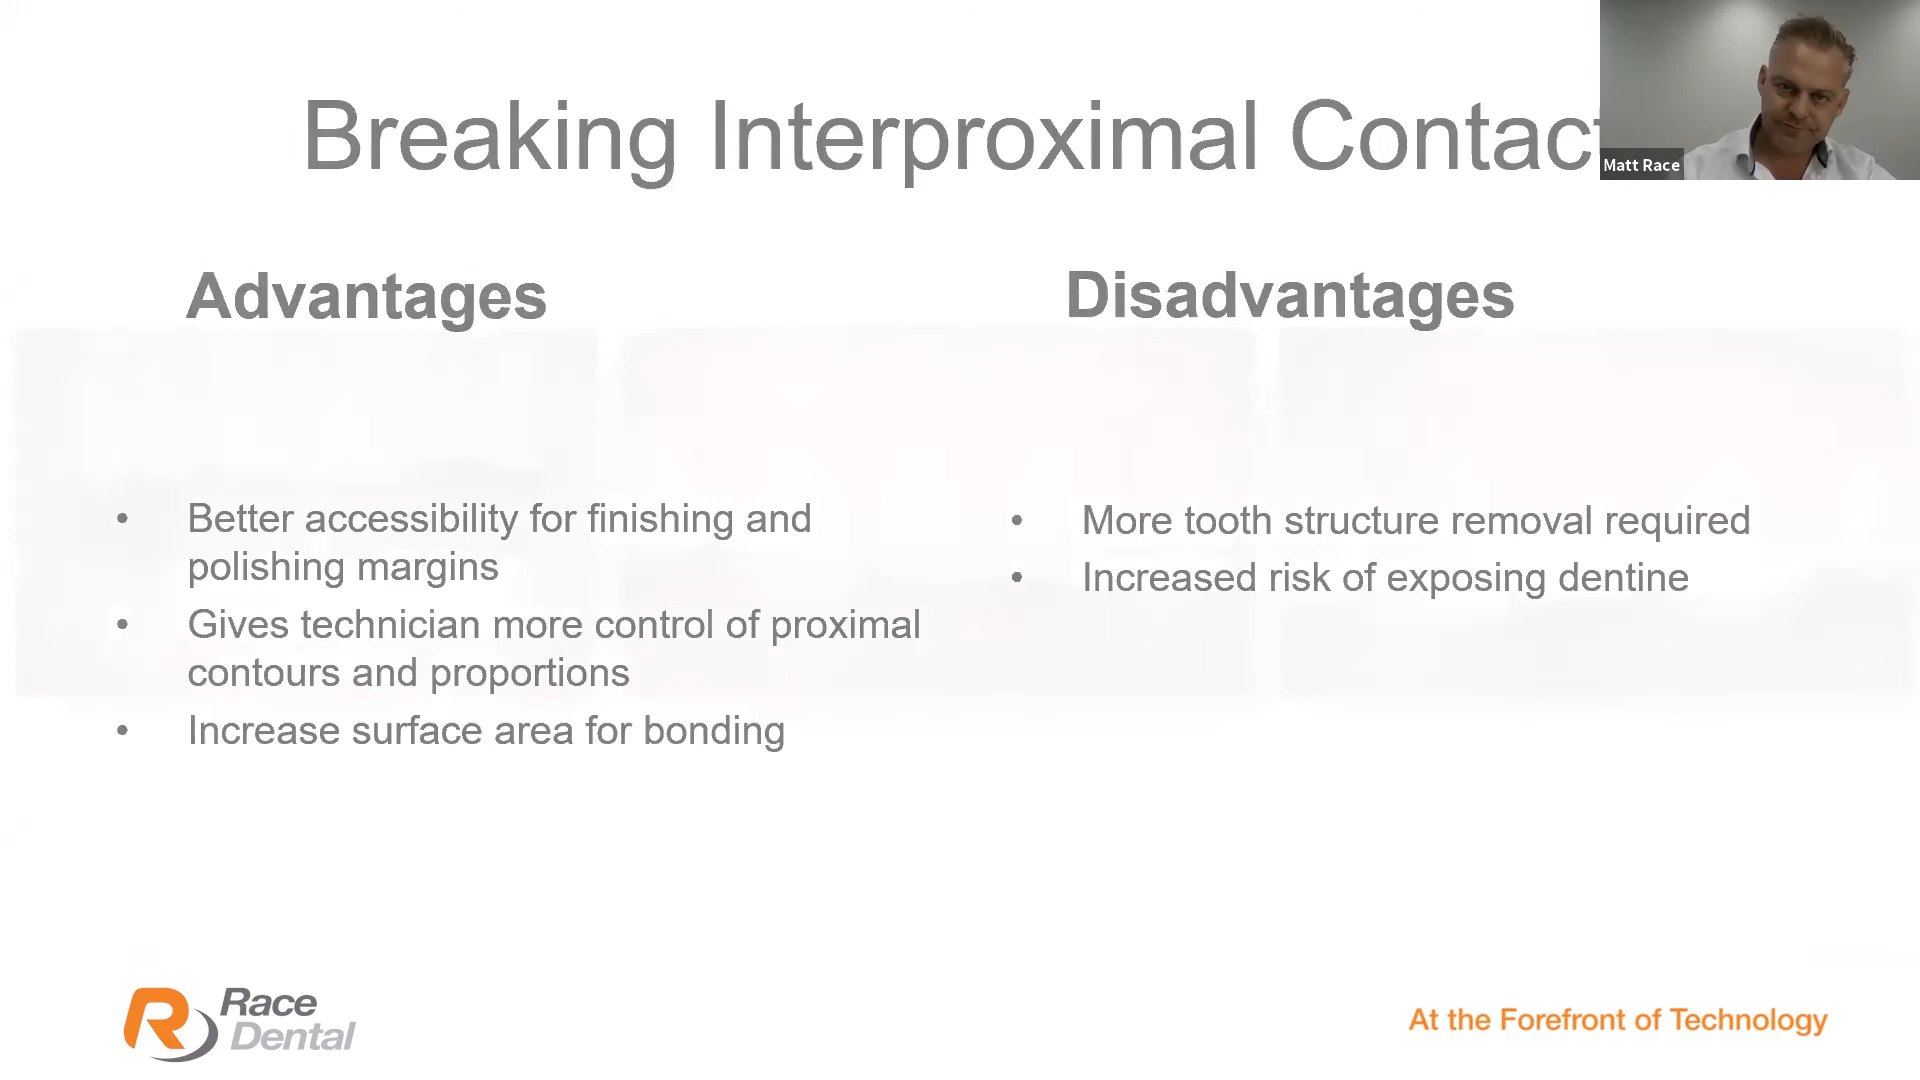 Breaking Interproximal Contact
Matt Race
Advantages
• Better accessibility for finishing and
polishing margins
• Gives technician more control of proximal
contours and proportions
• Increase surface area for bonding
Disadvantages
• More tooth structure removal required
• Increased risk of exposing dentine
Race
Dental
At the Forefront of Technology